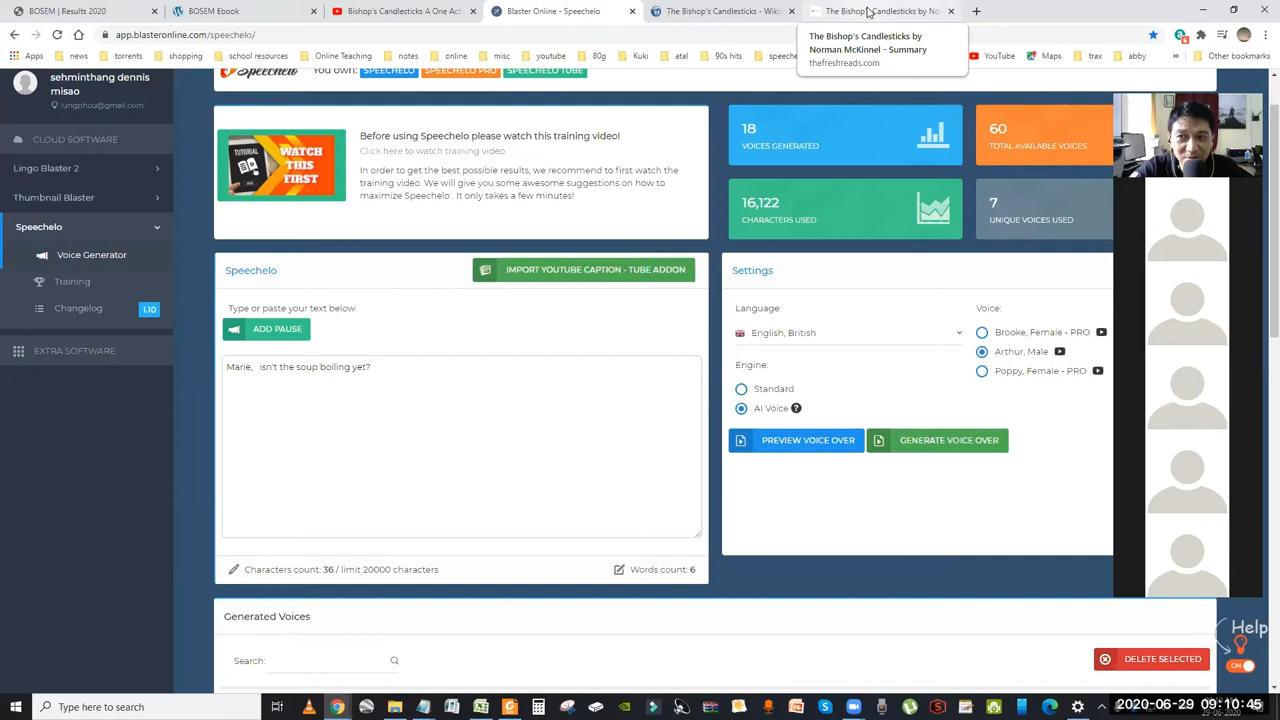 BOSEM | Results 2020
BOSEM Ebook
Bishop's Candlesticks A One Act
Blaster Online - Speechelo
The Bishop's Candlesticks - Wiki
The Bishop's Candlesticks by No
app.blasteronline.com/speechelo/
Apps
news
torrents
shopping
school resources
Online Teaching
notes
online
misc
youtube
80g
Kuki
atal
90s hits
speeche
YouTube
Maps
trax
abby
Other bookmarks
The Bishop's Candlesticks by
Norman McKinnel - Summary
thefreshreads.com
sehminthang dennis
misao
lungphou@gmail.com
CLOUD SOFTWARE
Lingo Blaster 2
Thumbnail Blaster
Speechelo
Voice Generator
Training
Changelog
1.10
EXTRA SOFTWARE
Speechelo
You own:
SPEECHELO
SPEECHELO PRO
SPEECHELO TUBE
TUTORIAL
WATCH
THIS
FIRST
Before using Speechelo please watch this training video!
Click here to watch training video
In order to get the best possible results, we recommend to first watch the
training video. We will give you some awesome suggestions on how to
maximize Speechelo . It only takes a few minutes!
18
VOICES GENERATED
60
TOTAL AVAILABLE VOICES
16,122
CHARACTERS USED
7
UNIQUE VOICES USED
Speechelo
IMPORT YOUTUBE CAPTION - TUBE ADDON
Type or paste your text below.
ADD PAUSE
Marie, isn't the soup boiling yet?
Characters count: 36 / limit 20000 characters
Words count: 6
Settings
Language:
English, British
Engine:
Standard
AI Voice
Voice:
Brooke, Female - PRO
Arthur, Male
Poppy, Female - PRO
PREVIEW VOICE OVER
GENERATE VOICE OVER
Generated Voices
Search:
DELETE SELECTED
Help
ON
Type here to search
2020-06-29 09:10:45
29-06-2020